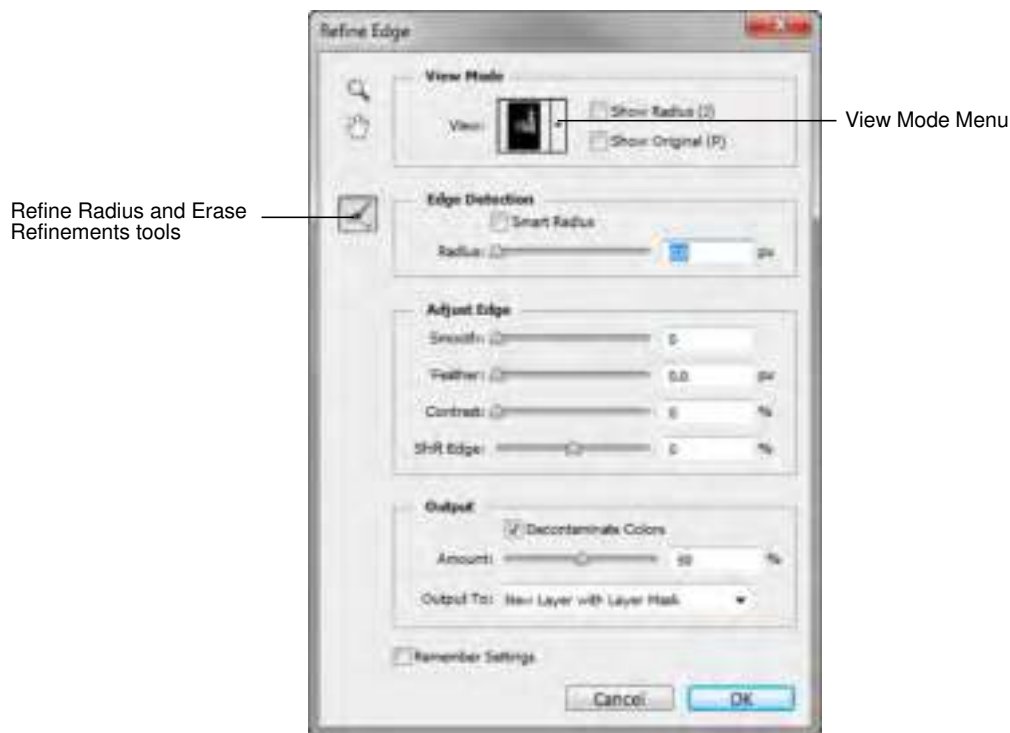 Refine Edge
View Mode
View:
Show Radius (J)
Show Original (P)
View Mode Menu
Refine Radius and Erase
Refinements tools
Edge Detection
Smart Radius
Radius: px
Adjust Edge
Smooth: 0
Feather: 0.0 px
Contrast: 0 %
Shift Edge: 0 %
Output
Decontaminate Colors
Amount: 50 %
Output To: New Layer with Layer Mask
Remember Settings
Cancel OK